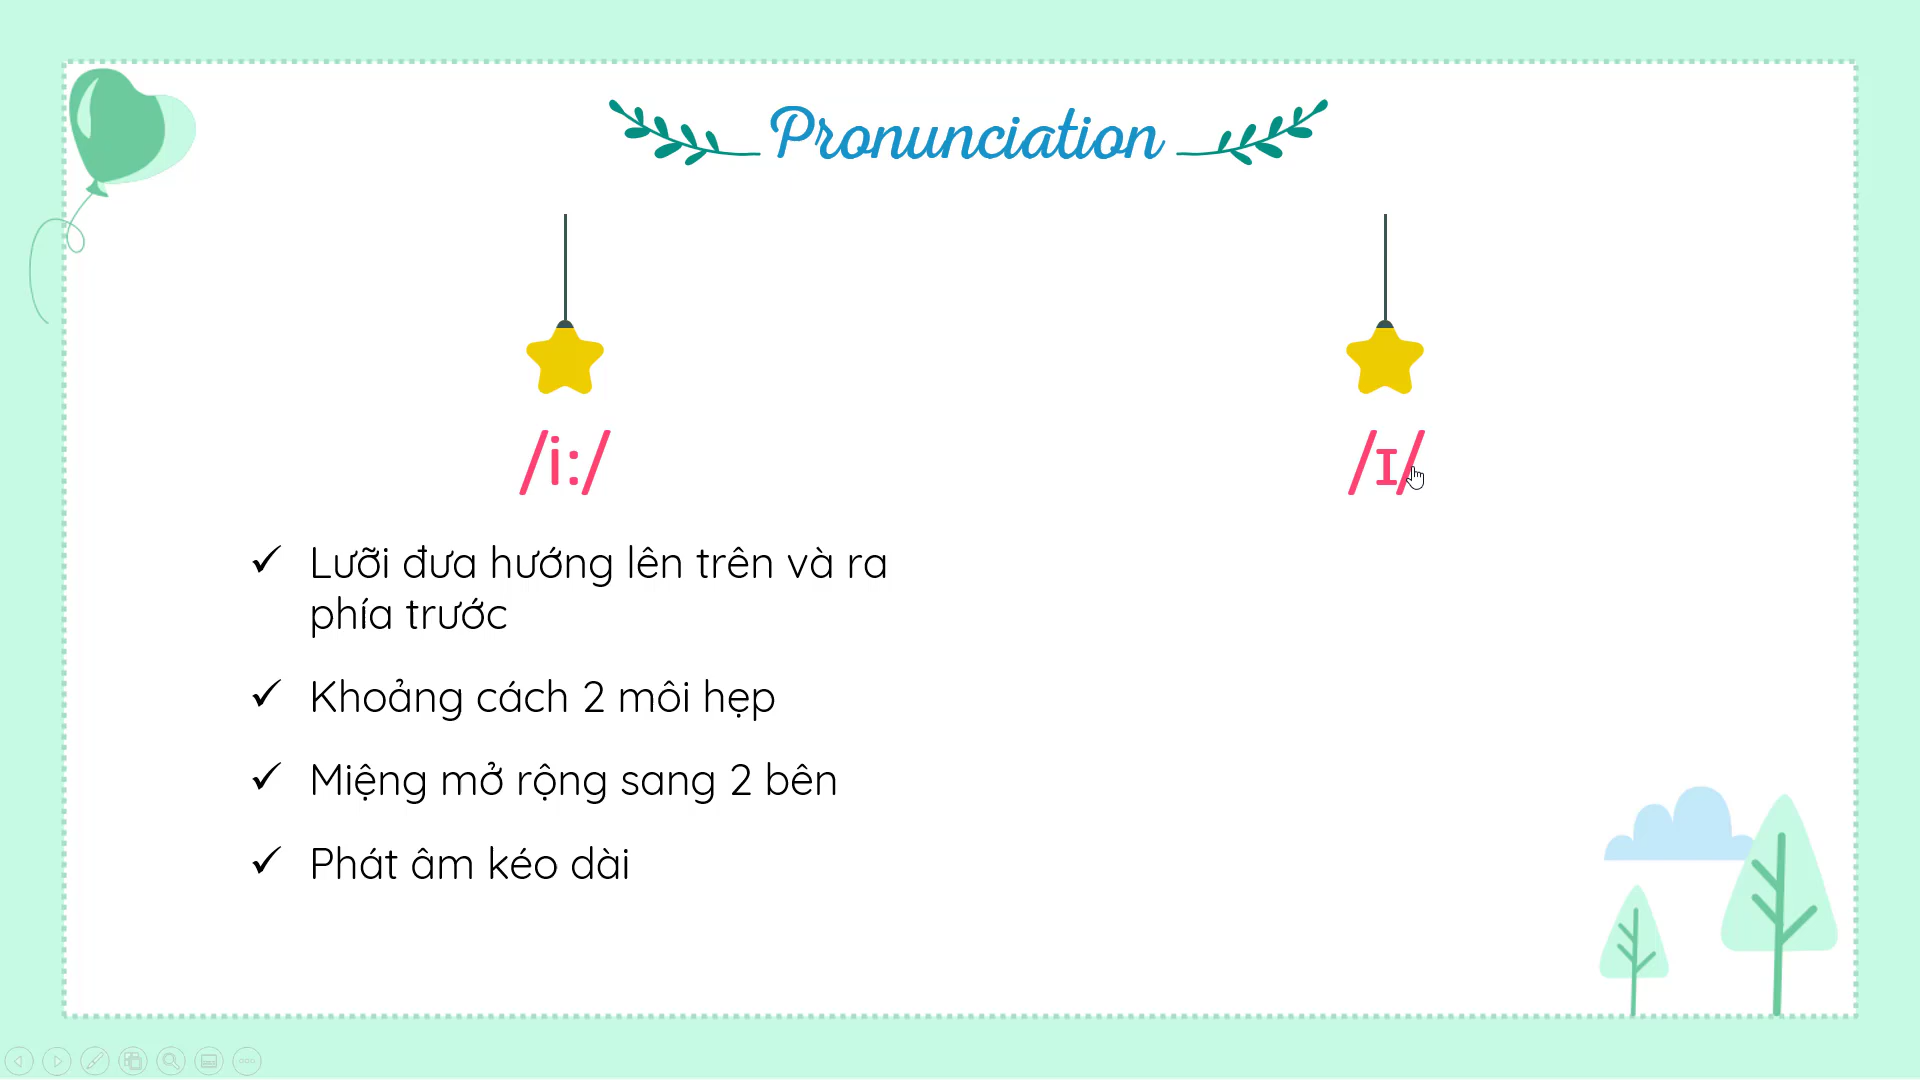 Pronunciation
/i:/
/ɪ/
✓ Lưỡi đưa hướng lên trên và ra
phía trước
✓ Khoảng cách 2 môi hẹp
✓ Miệng mở rộng sang 2 bên
✓ Phát âm kéo dài